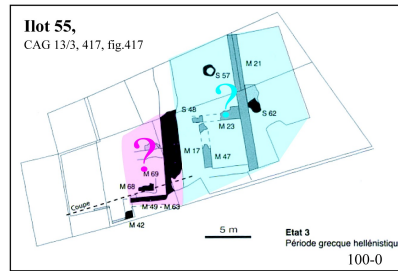 Ilot 55,
CAG 13/3, 417, fig.417
S 57
M 21
?
S 48
?
M 23
S 62
M 17
M 47
M 69
M 68
Coupe
M 49 - M 63
M 42
5 m
Etat 3
Période grecque hellénistique
100-0